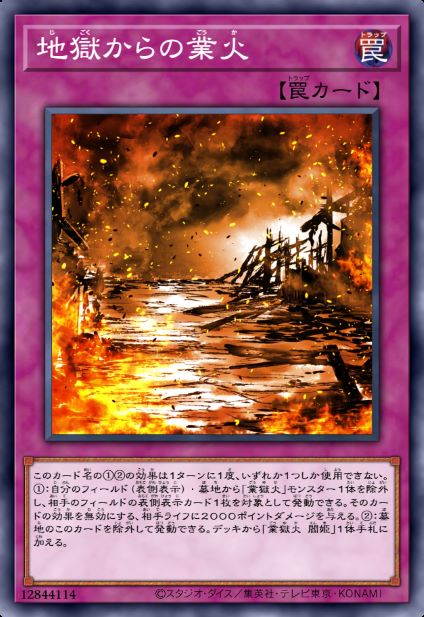 地獄からの業火
罠
【罠カード】
このカード名の①②の効果は1ターンに1度、いずれか1つしか使用できない。
①:自分のフィールド(表側表示)・墓地から「業獄火」モンスター1体を除外
し、相手のフィールドの表側表示カード1枚を対象として発動できる。そのカー
ドの効果を無効にする、相手ライフに2000ポイントダメージを与える。②:墓
地のこのカードを除外して発動できる。デッキから「業獄火 閻姫」1体手札に
加える。
12844114
©スタジオ・ダイス/集英社・テレビ東京・KONAMI